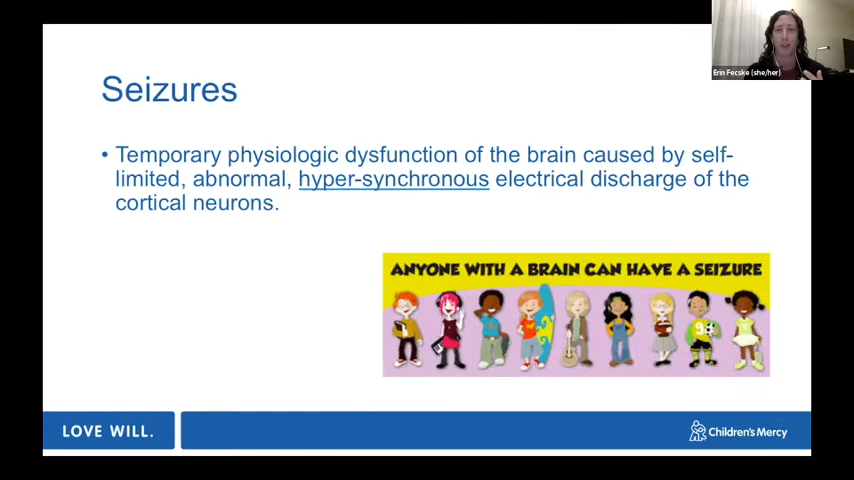 Erin Fecske (she/her)
Seizures
• Temporary physiologic dysfunction of the brain caused by self-
limited, abnormal, hyper-synchronous electrical discharge of the
cortical neurons.
ANYONE WITH A BRAIN CAN HAVE A SEIZURE
9
LOVE WILL.
Children's Mercy